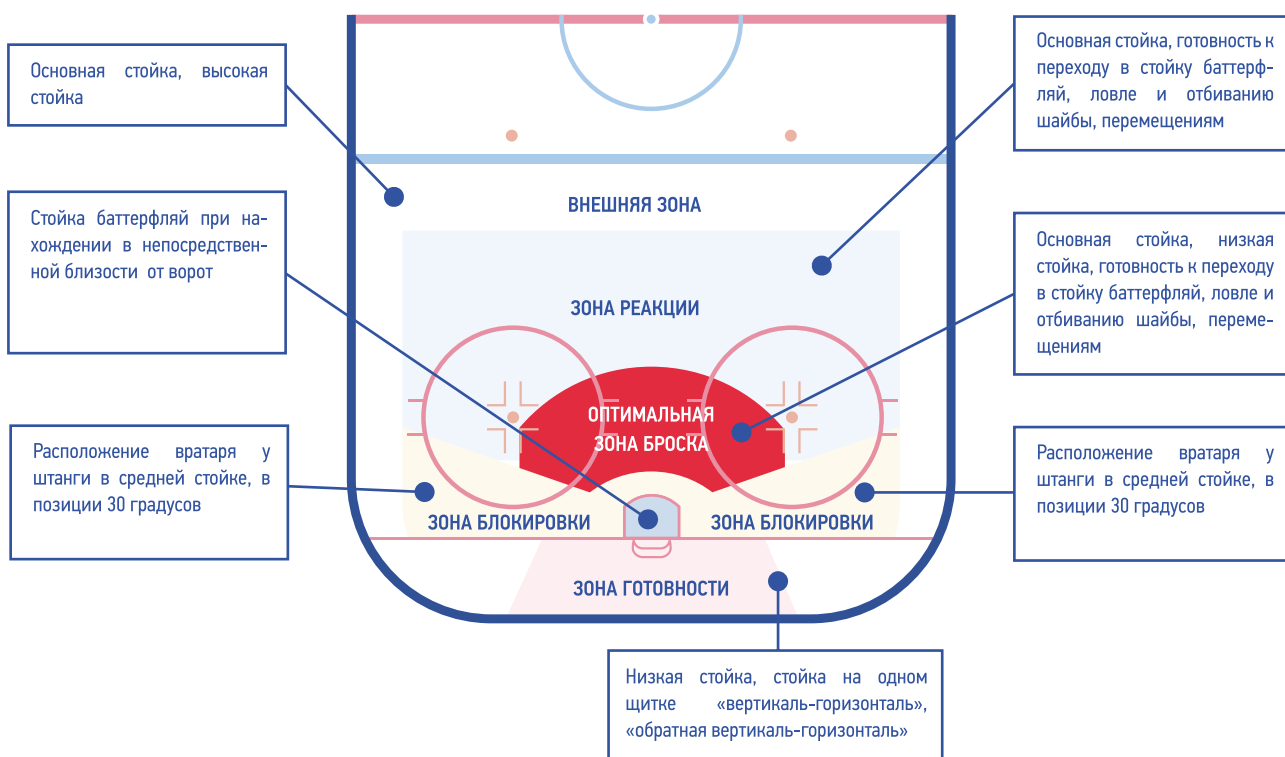 Основная стойка, высокая
стойка
Стойка баттерфляй при на-
хождении в непосредствен-
ной близости от ворот
Расположение вратаря у
штанги в средней стойке, в
позиции 30 градусов
ВНЕШНЯЯ ЗОНА
ЗОНА РЕАКЦИИ
ОПТИМАЛЬНАЯ
ЗОНА БРОСКА
ЗОНА БЛОКИРОВКИ
ЗОНА БЛОКИРОВКИ
ЗОНА ГОТОВНОСТИ
Основная стойка, готовность к
переходу в стойку баттерф-
ляй, ловле и отбиванию
шайбы, перемещениям
Основная стойка, низкая
стойка, готовность к переходу
в стойку баттерфляй, ловле и
отбиванию шайбы, переме-
щениям
Расположение вратаря у
штанги в средней стойке, в
позиции 30 градусов
Низкая стойка, стойка на одном
щитке «вертикаль-горизонталь»,
«обратная вертикаль-горизонталь»